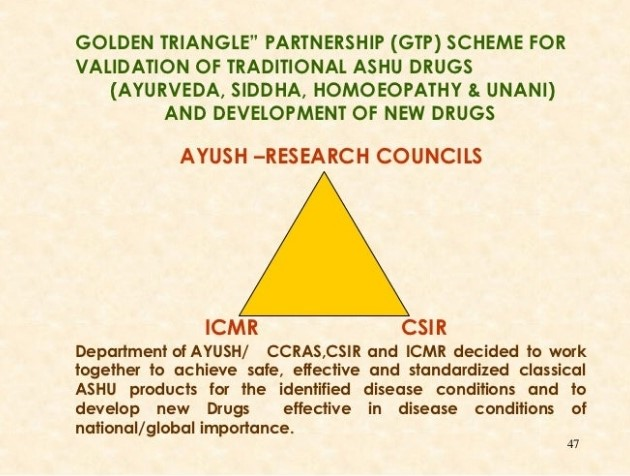 GOLDEN TRIANGLE” PARTNERSHIP (GTP) SCHEME FOR
VALIDATION OF TRADITIONAL ASHU DRUGS
(AYURVEDA, SIDDHA, HOMOEOPATHY & UNANI)
AND DEVELOPMENT OF NEW DRUGS
AYUSH –RESEARCH COUNCILS
ICMR CSIR
Department of AYUSH/ CCRAS,CSIR and ICMR decided to work
together to achieve safe, effective and standardized classical
ASHU products for the identified disease conditions and to
develop new Drugs effective in disease conditions of
national/global importance.
47